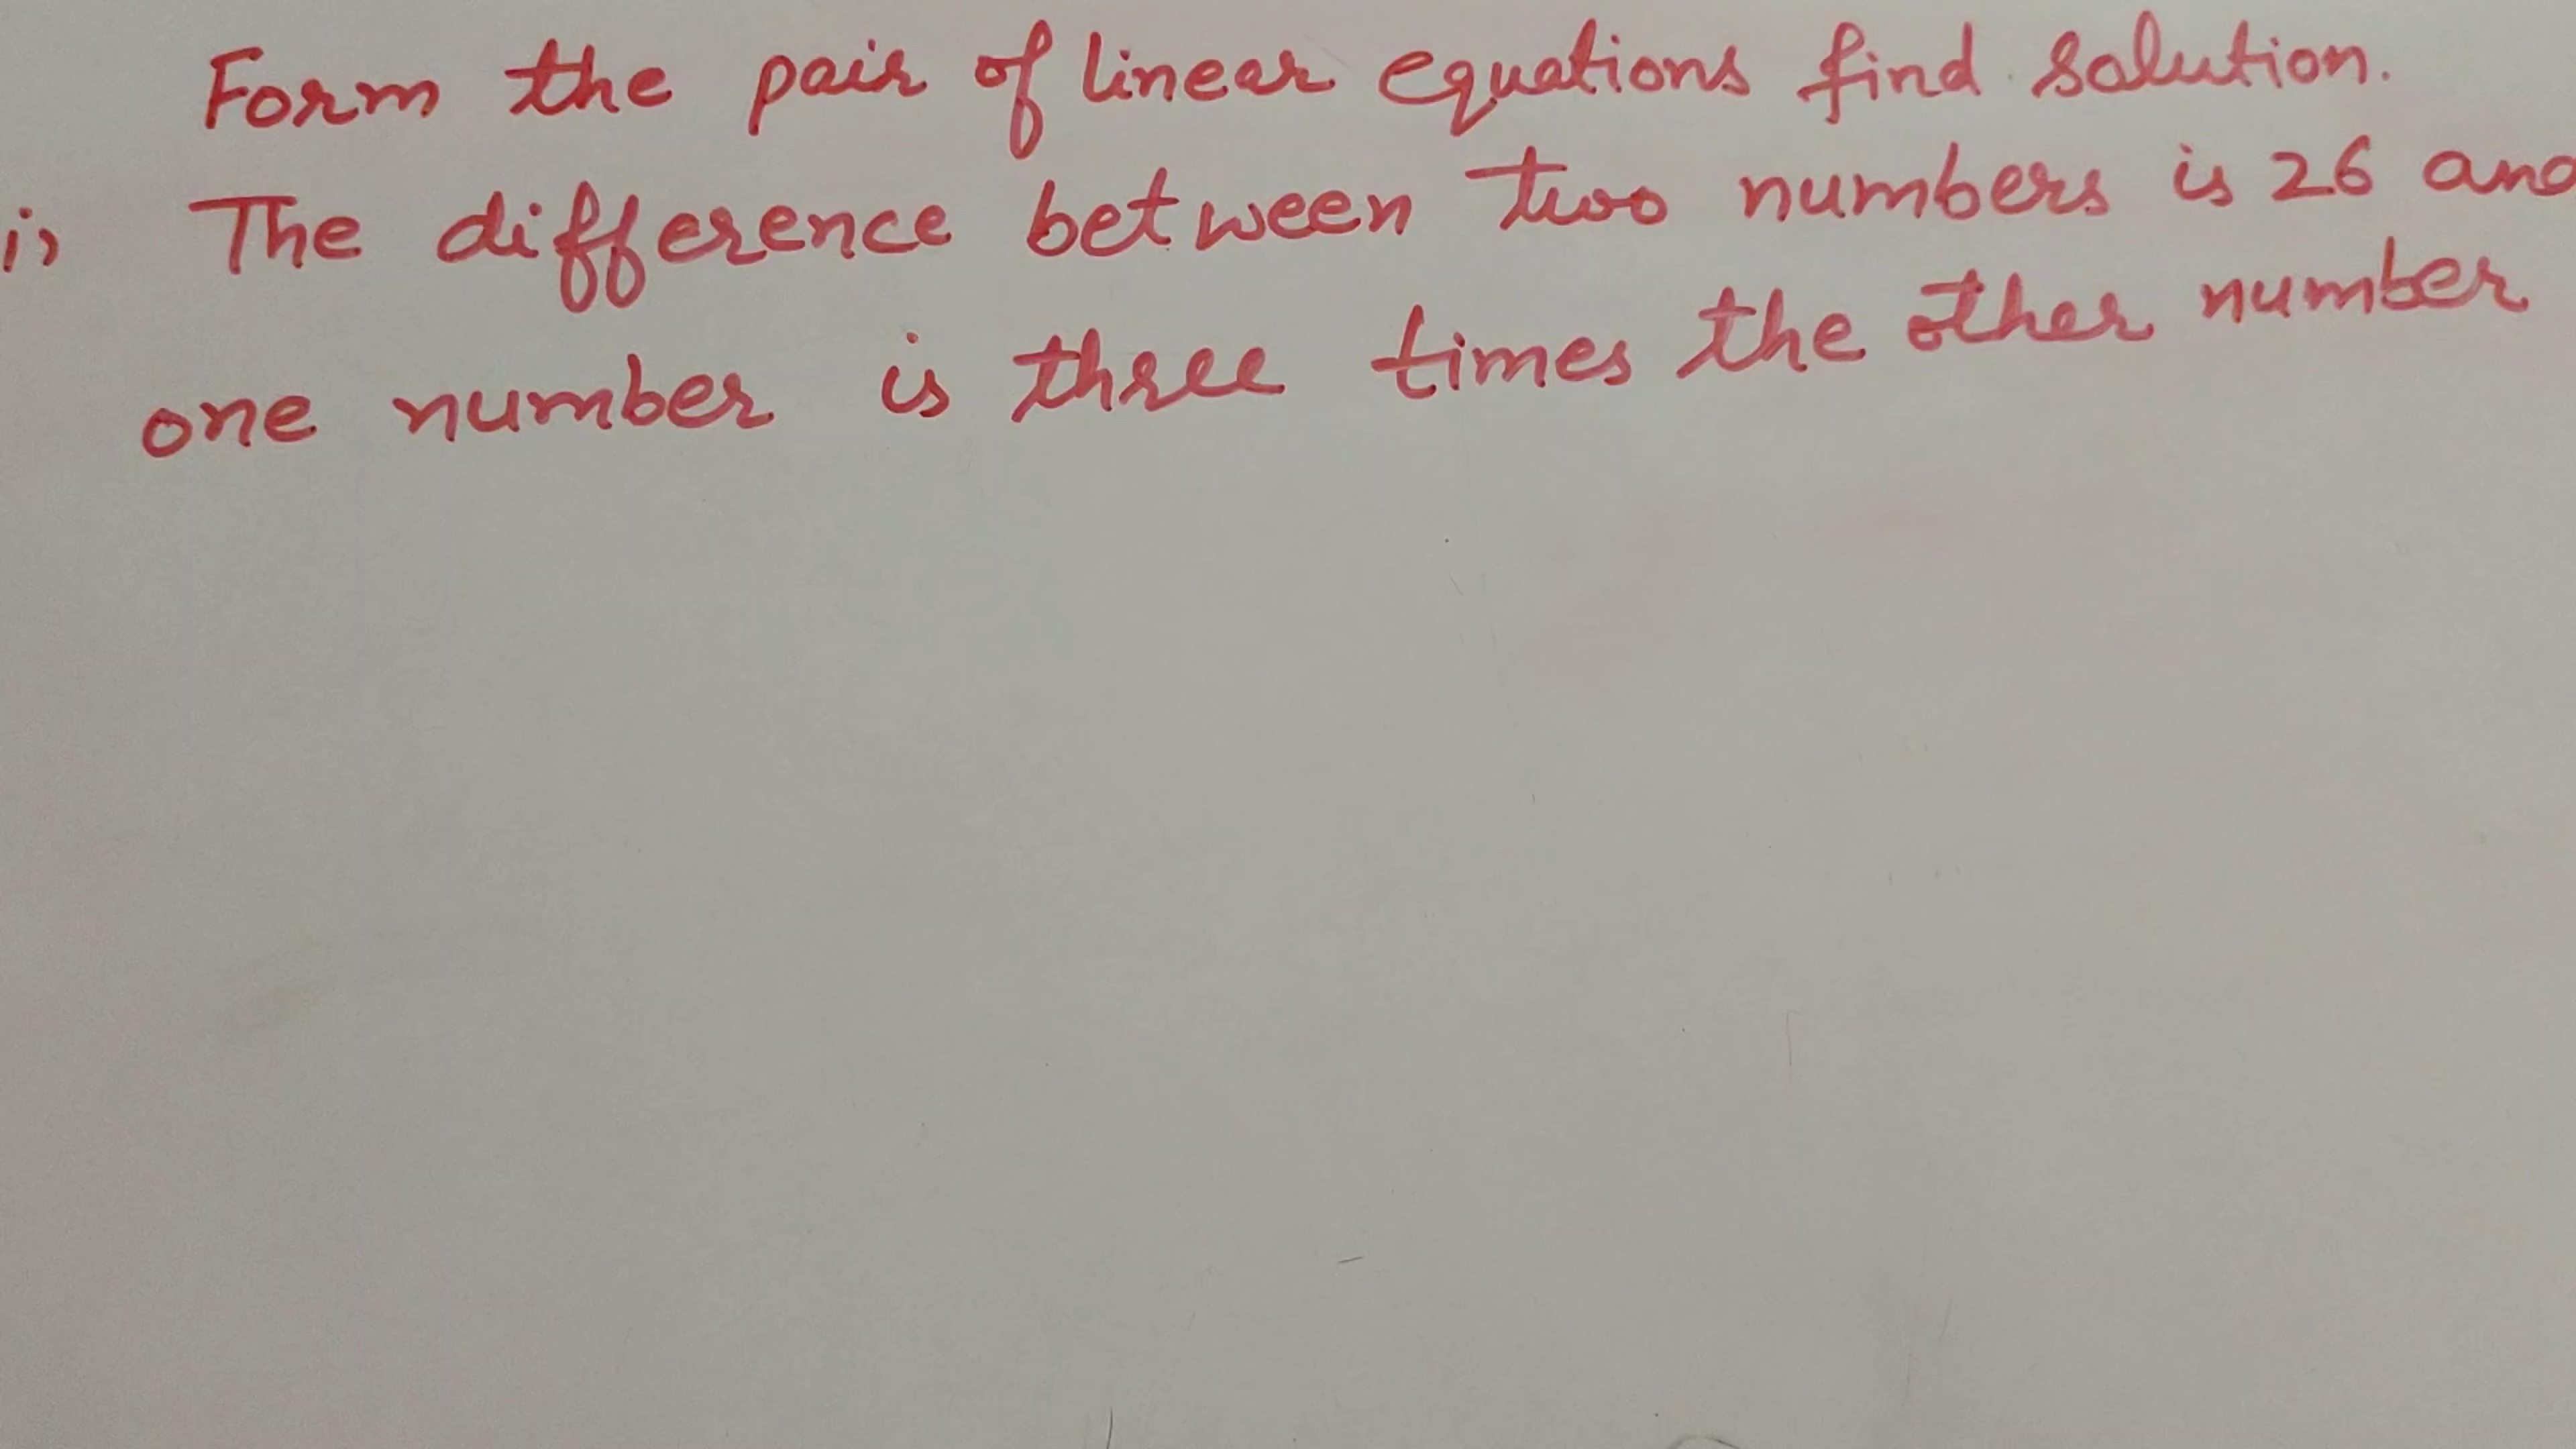 Form the pair of linear equations find solution.
i) The difference between two numbers is 26 and
one number is three times the other number